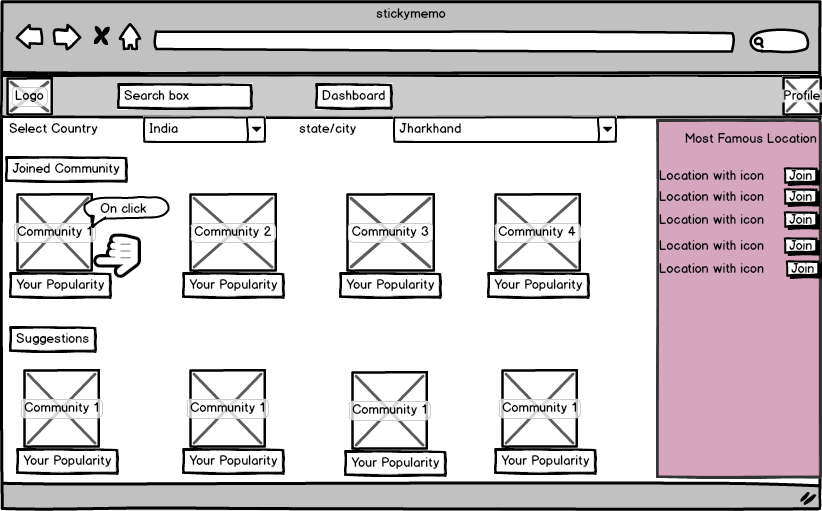 stickymemo
Logo
Search box
Dashboard
Profile
Select Country
India
state/city
Jharkhand
Most Famous Location
Joined Community
Location with icon Join
Location with icon Join
Location with icon Join
Location with icon Join
Location with icon Join
On click
Community 1
Community 2
Community 3
Community 4
Your Popularity
Your Popularity
Your Popularity
Your Popularity
Suggestions
Community 1
Community 1
Community 1
Community 1
Your Popularity
Your Popularity
Your Popularity
Your Popularity